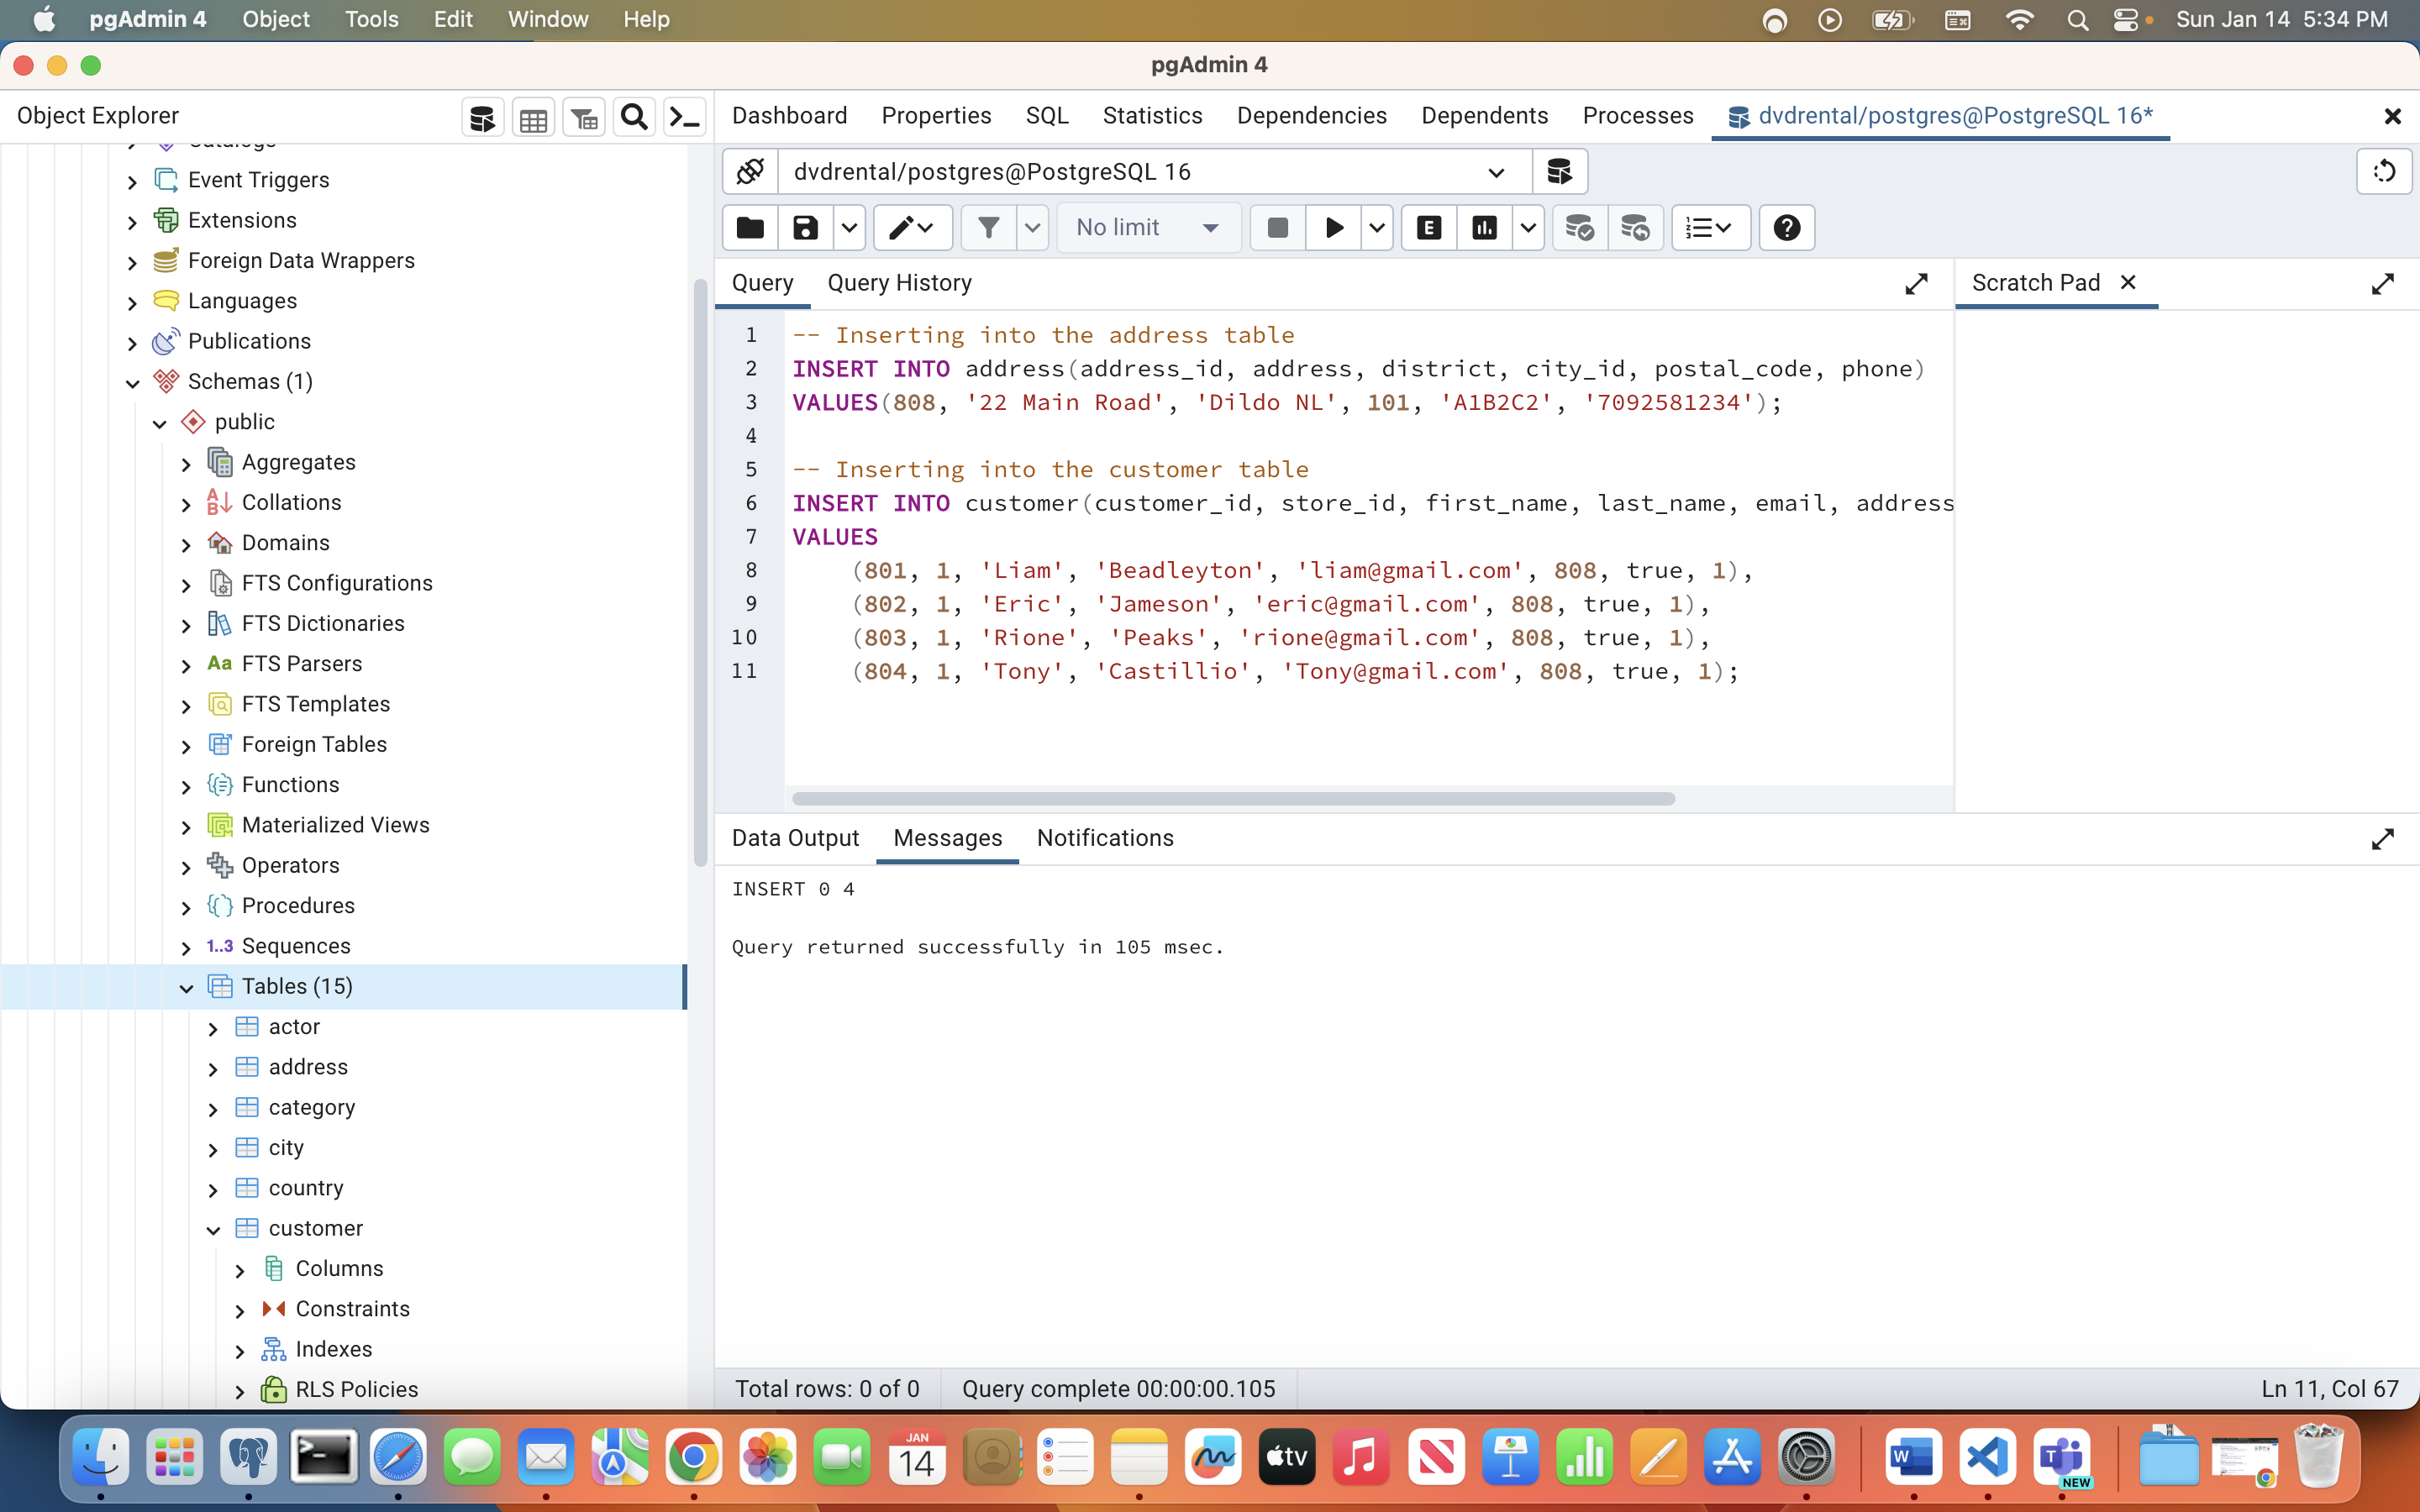 pgAdmin 4 Object Tools Edit Window Help Sun Jan 14 5:34 PM
pgAdmin 4
Object Explorer
Dashboard Properties SQL Statistics Dependencies Dependents Processes dvdrental/postgres@PostgreSQL 16*
Catalogs
Event Triggers
Extensions
Foreign Data Wrappers
Languages
Publications
Schemas (1)
public
Aggregates
Collations
Domains
FTS Configurations
FTS Dictionaries
Aa FTS Parsers
FTS Templates
Foreign Tables
Functions
Materialized Views
Operators
Procedures
1..3 Sequences
Tables (15)
actor
address
category
city
country
customer
Columns
Constraints
Indexes
RLS Policies
dvdrental/postgres@PostgreSQL 16
No limit
E
Query Query History
Scratch Pad
1 -- Inserting into the address table
2 INSERT INTO address(address_id, address, district, city_id, postal_code, phone)
3 VALUES(808, '22 Main Road', 'Dildo NL', 101, 'A1B2C2', '7092581234');
4
5 -- Inserting into the customer table
6 INSERT INTO customer(customer_id, store_id, first_name, last_name, email, address
7 VALUES
8 (801, 1, 'Liam', 'Beadleyton', 'liam@gmail.com', 808, true, 1),
9 (802, 1, 'Eric', 'Jameson', 'eric@gmail.com', 808, true, 1),
10 (803, 1, 'Rione', 'Peaks', 'rione@gmail.com', 808, true, 1),
11 (804, 1, 'Tony', 'Castillio', 'Tony@gmail.com', 808, true, 1);
Data Output Messages Notifications
INSERT 0 4
Query returned successfully in 105 msec.
Total rows: 0 of 0 Query complete 00:00:00.105 Ln 11, Col 67
JAN
14
tv
W
T
NEW